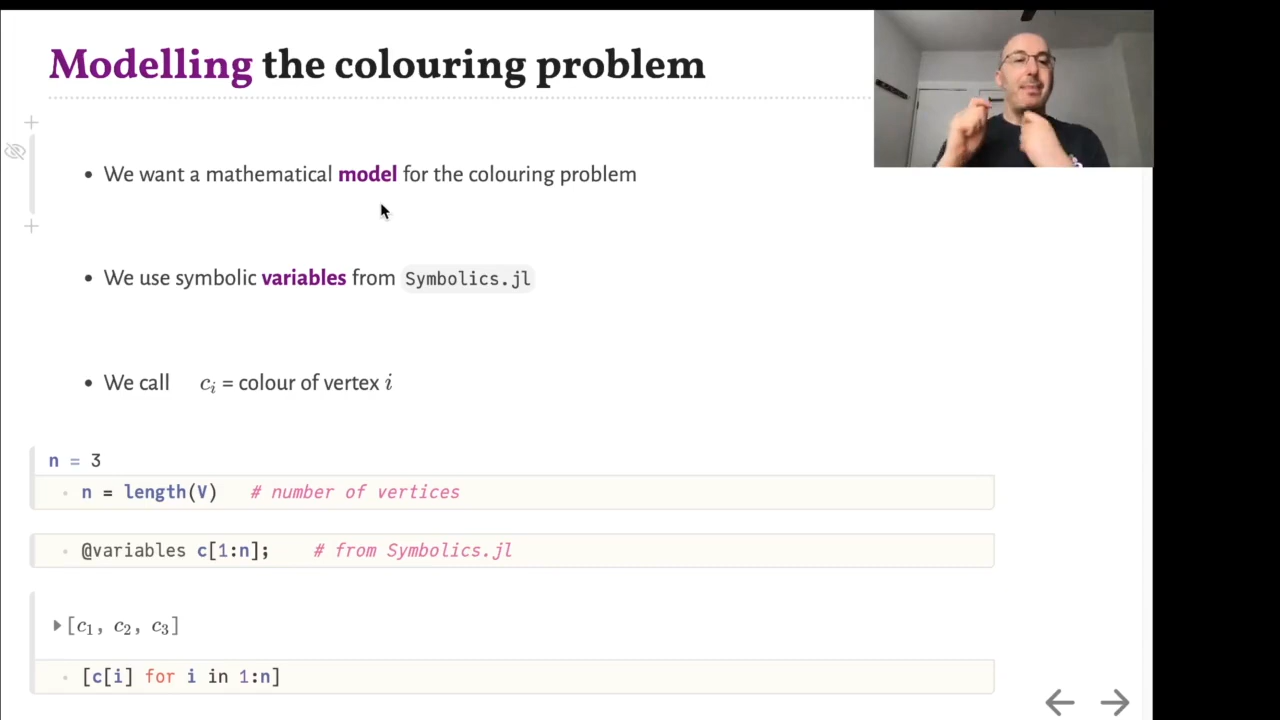 Modelling the colouring problem
• We want a mathematical model for the colouring problem
• We use symbolic variables from Symbolics.jl
• We call cᵢ = colour of vertex i
n = 3
n = length(V) # number of vertices
@variables c[1:n]; # from Symbolics.jl
[c₁, c₂, c₃]
[c[i] for i in 1:n]